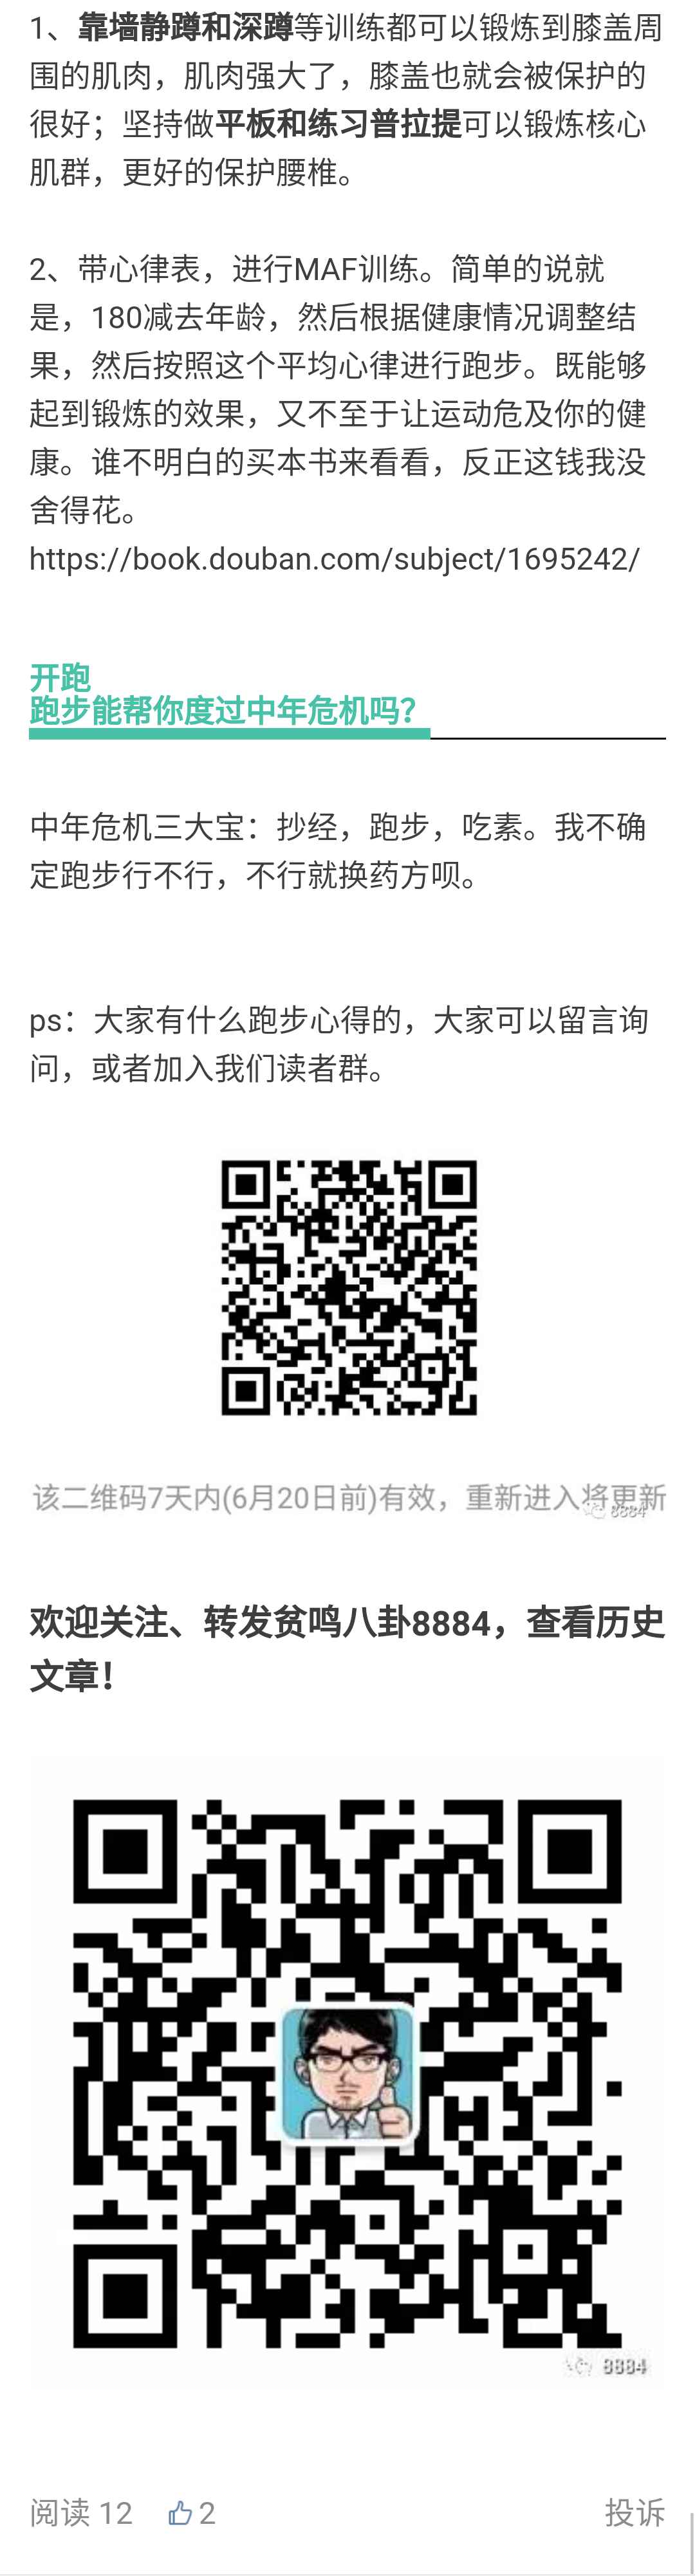 1、靠墙静蹲和深蹲等训练都可以锻炼到膝盖周
围的肌肉，肌肉强大了，膝盖也就会被保护的
很好；坚持做平板和练习普拉提可以锻炼核心
肌群，更好的保护腰椎。
2、带心律表，进行MAF训练。简单的说就
是，180减去年龄，然后根据健康情况调整结
果，然后按照这个平均心律进行跑步。既能够
起到锻炼的效果，又不至于让运动危及你的健
康。谁不明白的买本书来看看，反正这钱我没
舍得花。
https://book.douban.com/subject/1695242/
开跑
跑步能帮你度过中年危机吗？
中年危机三大宝：抄经，跑步，吃素。我不确
定跑步行不行，不行就换药方呗。
ps：大家有什么跑步心得的，大家可以留言询
问，或者加入我们读者群。
该二维码7天内(6月20日前)有效，重新进入将更新
8884
欢迎关注、转发贫鸣八卦8884，查看历史
文章！
8884
阅读 12 2 投诉